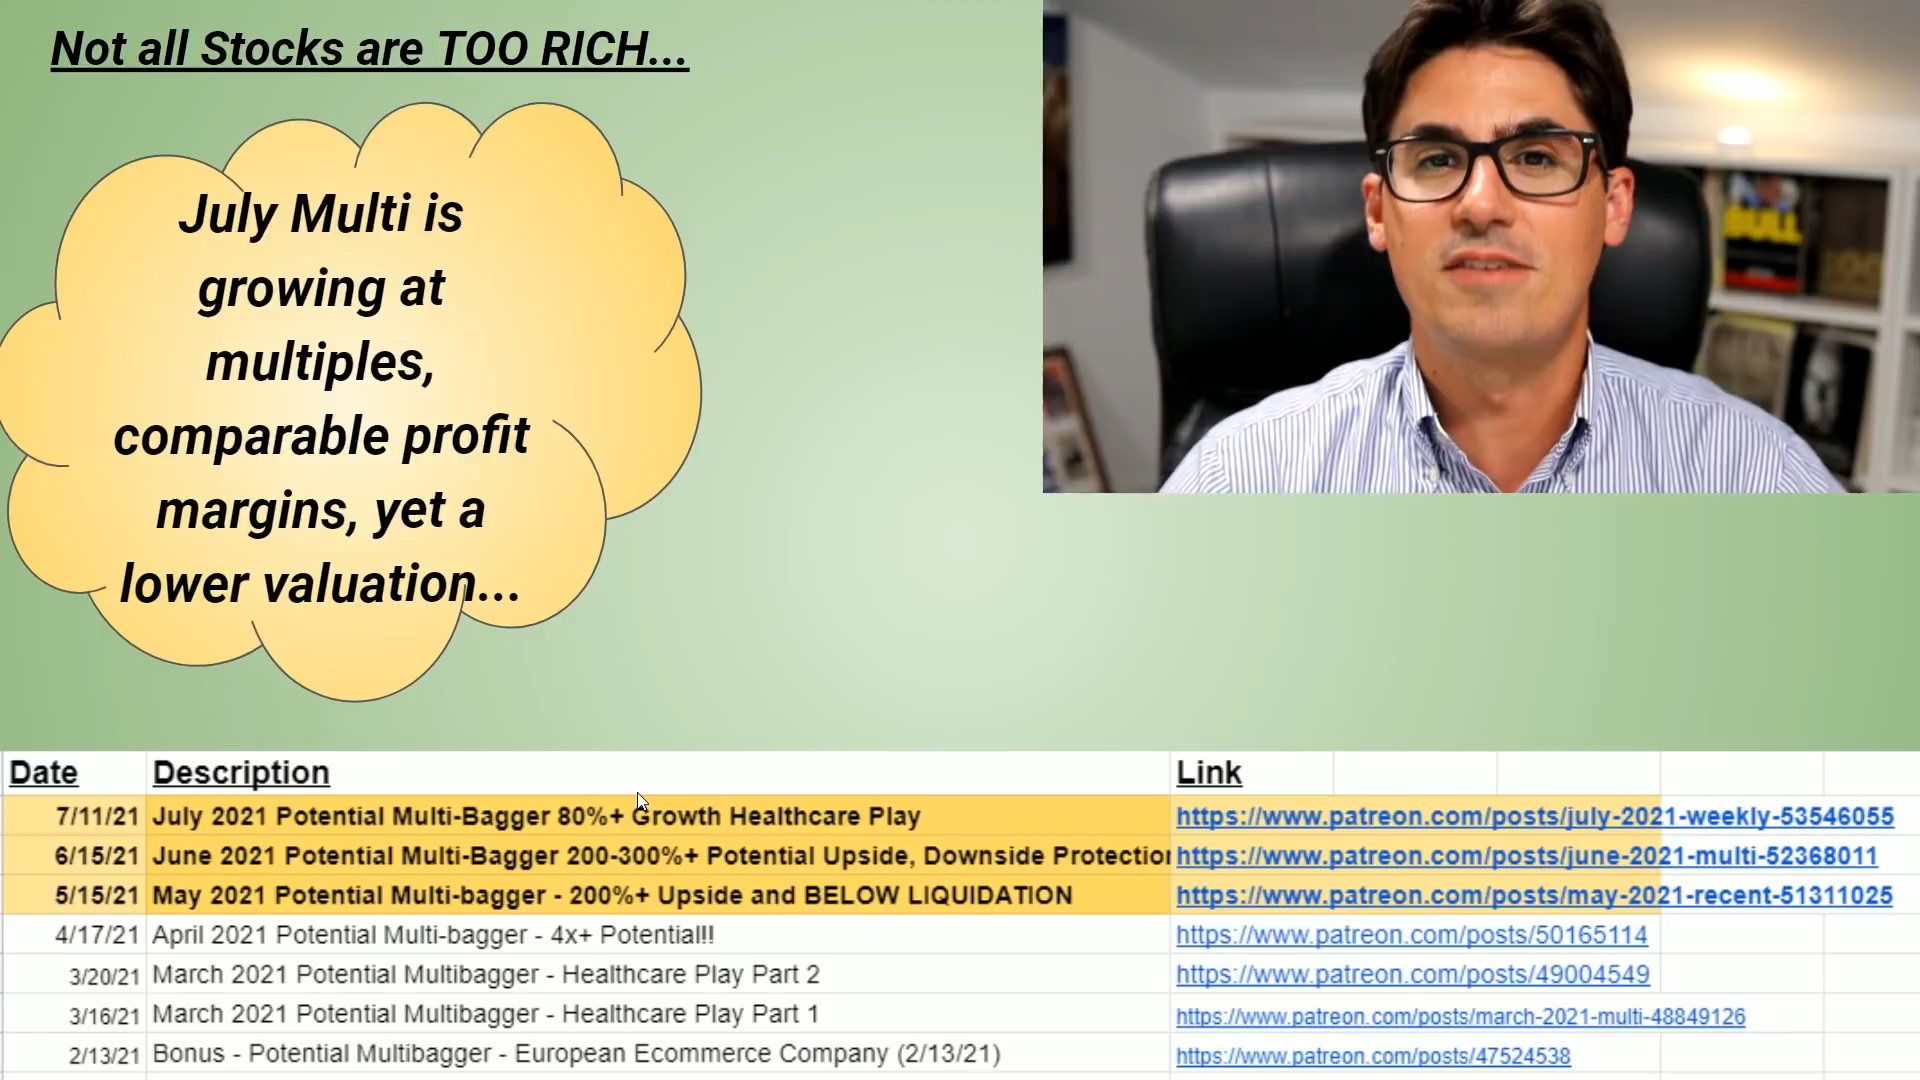 Not all Stocks are TOO RICH...
July Multi is
growing at
multiples,
comparable profit
margins, yet a
lower valuation...
BULL
Date Description Link
7/11/21 July 2021 Potential Multi-Bagger 80%+ Growth Healthcare Play https://www.patreon.com/posts/july-2021-weekly-53546055
6/15/21 June 2021 Potential Multi-Bagger 200-300%+ Potential Upside, Downside Protection https://www.patreon.com/posts/june-2021-multi-52368011
5/15/21 May 2021 Potential Multi-bagger - 200%+ Upside and BELOW LIQUIDATION https://www.patreon.com/posts/may-2021-recent-51311025
4/17/21 April 2021 Potential Multi-bagger - 4x+ Potential!! https://www.patreon.com/posts/50165114
3/20/21 March 2021 Potential Multibagger - Healthcare Play Part 2 https://www.patreon.com/posts/49004549
3/16/21 March 2021 Potential Multibagger - Healthcare Play Part 1 https://www.patreon.com/posts/march-2021-multi-48849126
2/13/21 Bonus - Potential Multibagger - European Ecommerce Company (2/13/21) https://www.patreon.com/posts/47524538